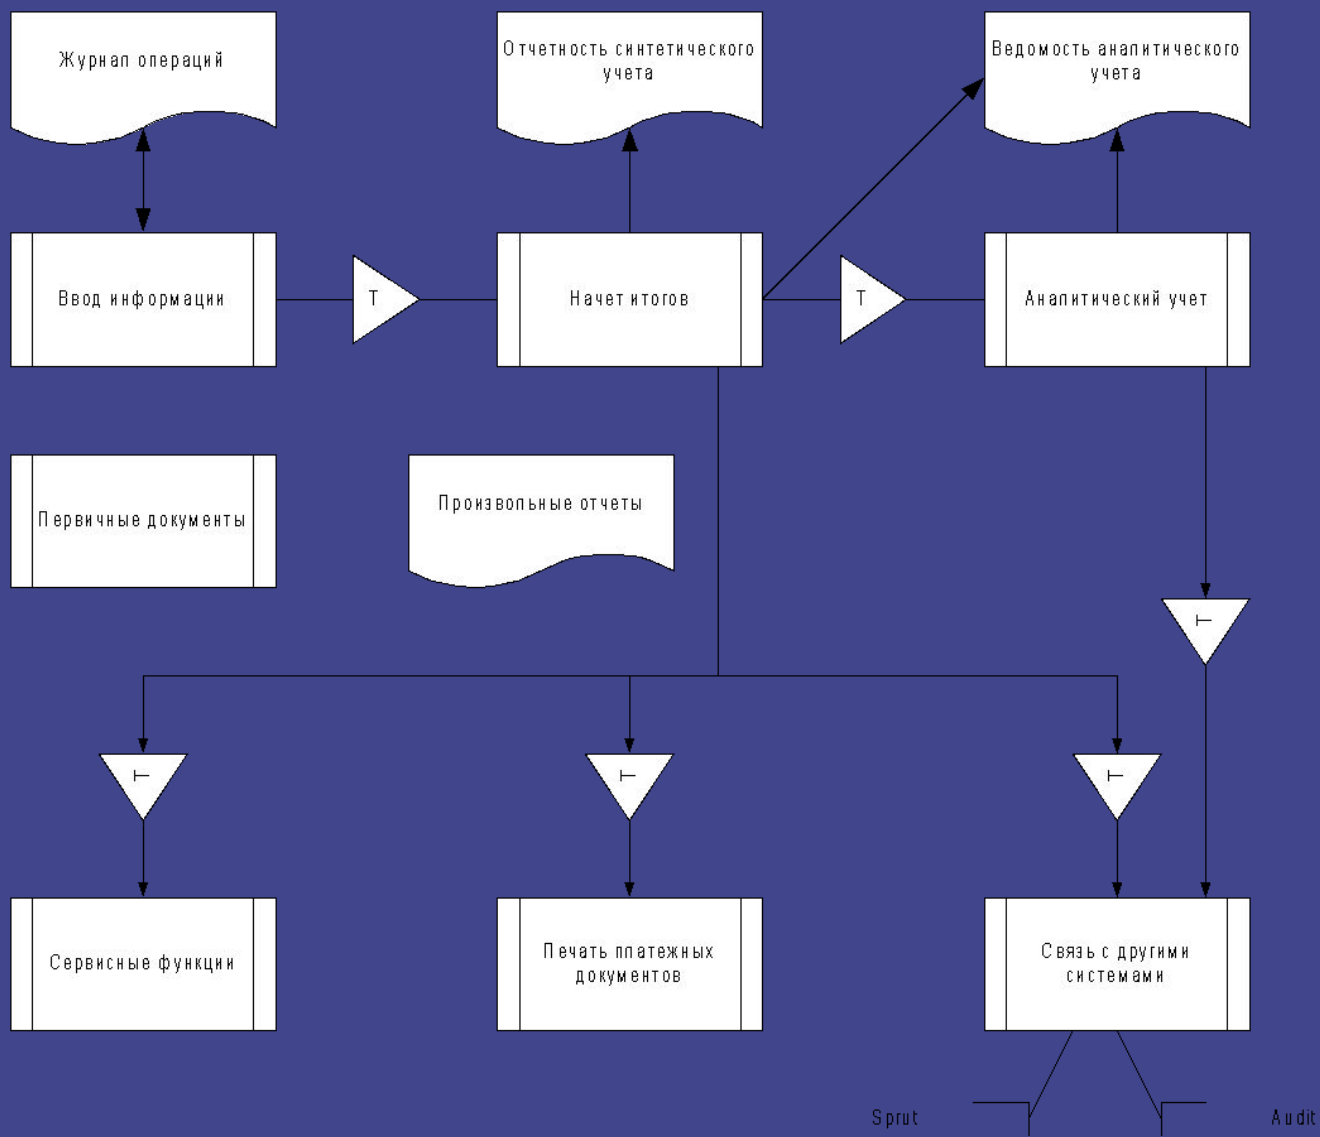 Журнал операций
Отчетность синтетического
учета
Ведомость аналитического
учета
Ввод информации
Т
Начет итогов
Т
Аналитический учет
Первичные документы
Произвольные отчеты
Т
Т
Т
Т
Сервисные функции
Печать платежных
документов
Связь с другими
системами
Sprut
Audit